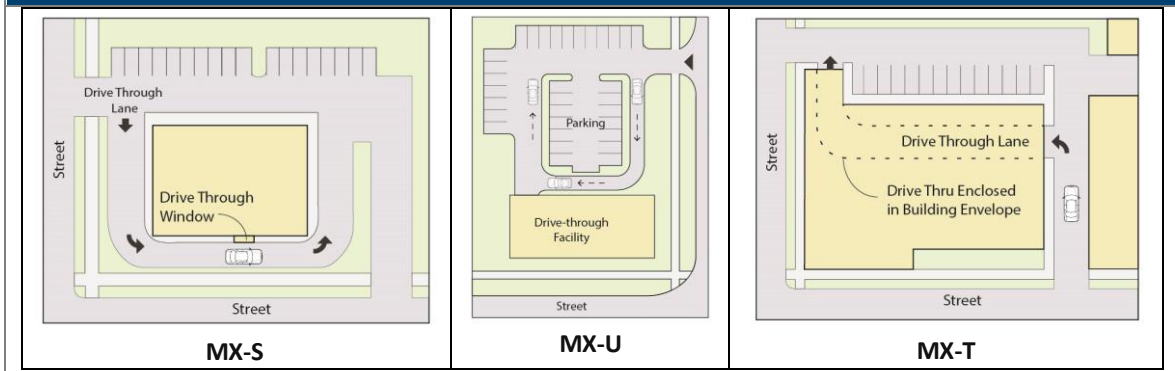 Drive Through
Lane
Street
Drive Through
Window
Street
MX-S
Parking
Drive-through
Facility
Street
MX-U
Street
Drive Through Lane
Drive Thru Enclosed
in Building Envelope
Street
MX-T